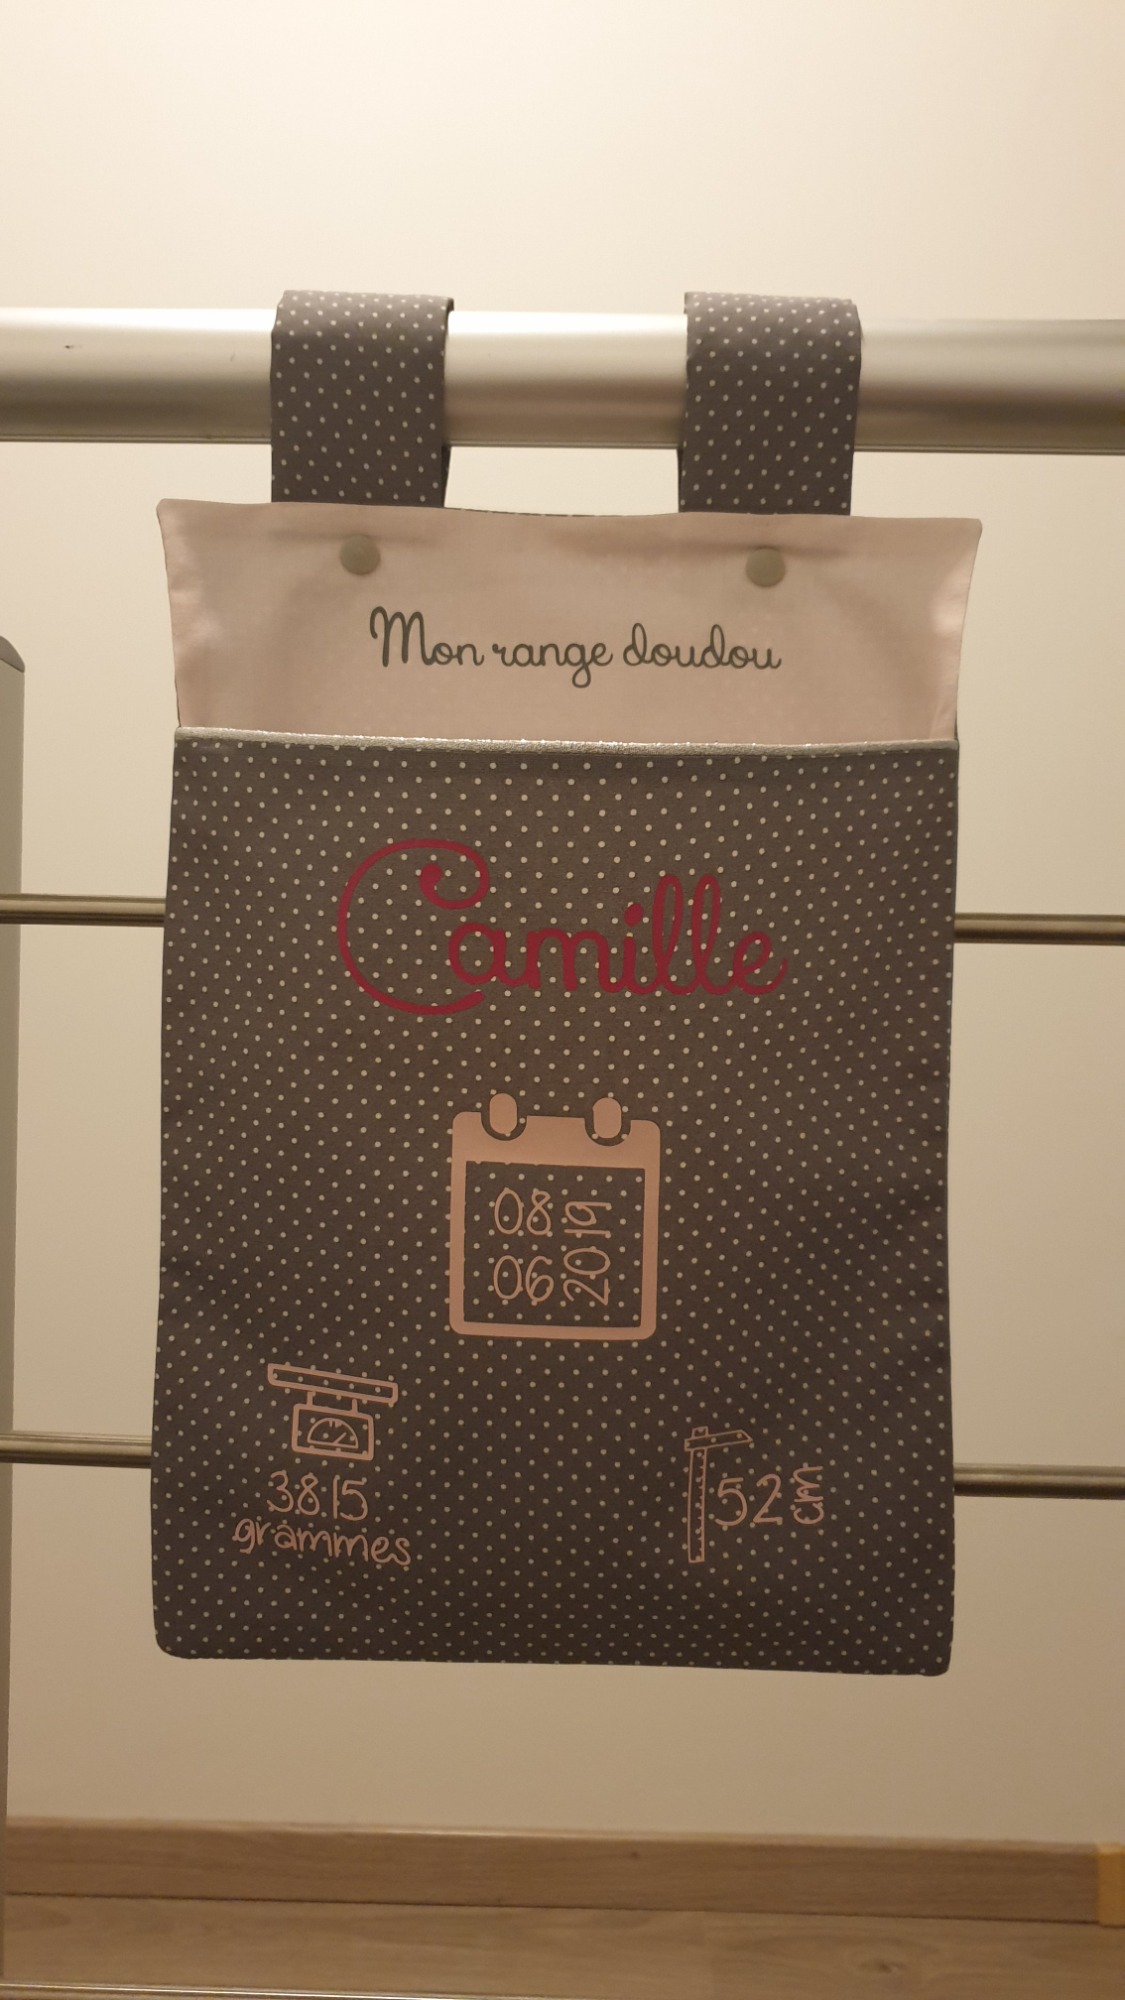 Mon range doudou
Camille
08
06
2019
3815
grammes
52 cm